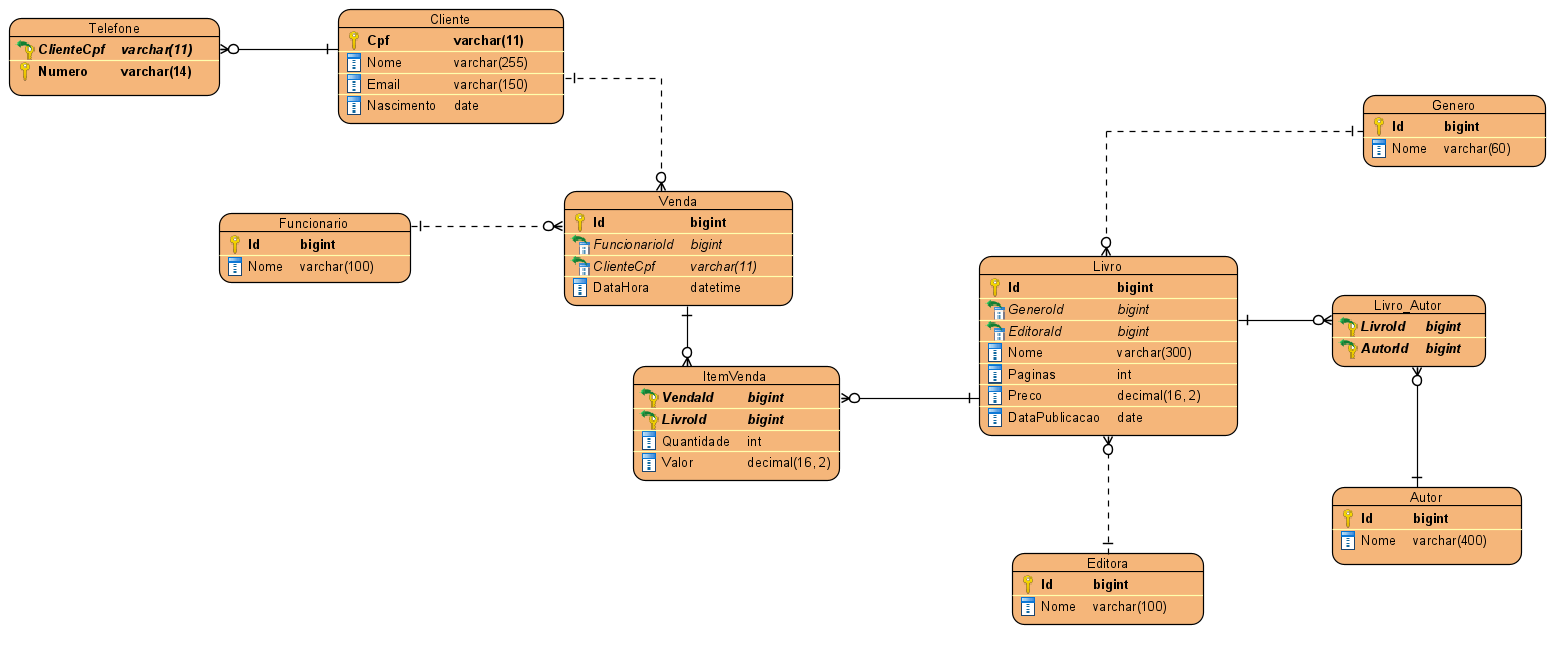 Telefone
ClienteCpf varchar(11)
Numero varchar(14)
Cliente
Cpf varchar(11)
Nome varchar(255)
Email varchar(150)
Nascimento date
Genero
Id bigint
Nome varchar(60)
Funcionario
Id bigint
Nome varchar(100)
Venda
Id bigint
FuncionarioId bigint
ClienteCpf varchar(11)
DataHora datetime
Livro
Id bigint
GeneroId bigint
EditoraId bigint
Nome varchar(300)
Paginas int
Preco decimal(16, 2)
DataPublicacao date
Livro_Autor
LivroId bigint
AutorId bigint
ItemVenda
VendaId bigint
LivroId bigint
Quantidade int
Valor decimal(16, 2)
Autor
Id bigint
Nome varchar(400)
Editora
Id bigint
Nome varchar(100)